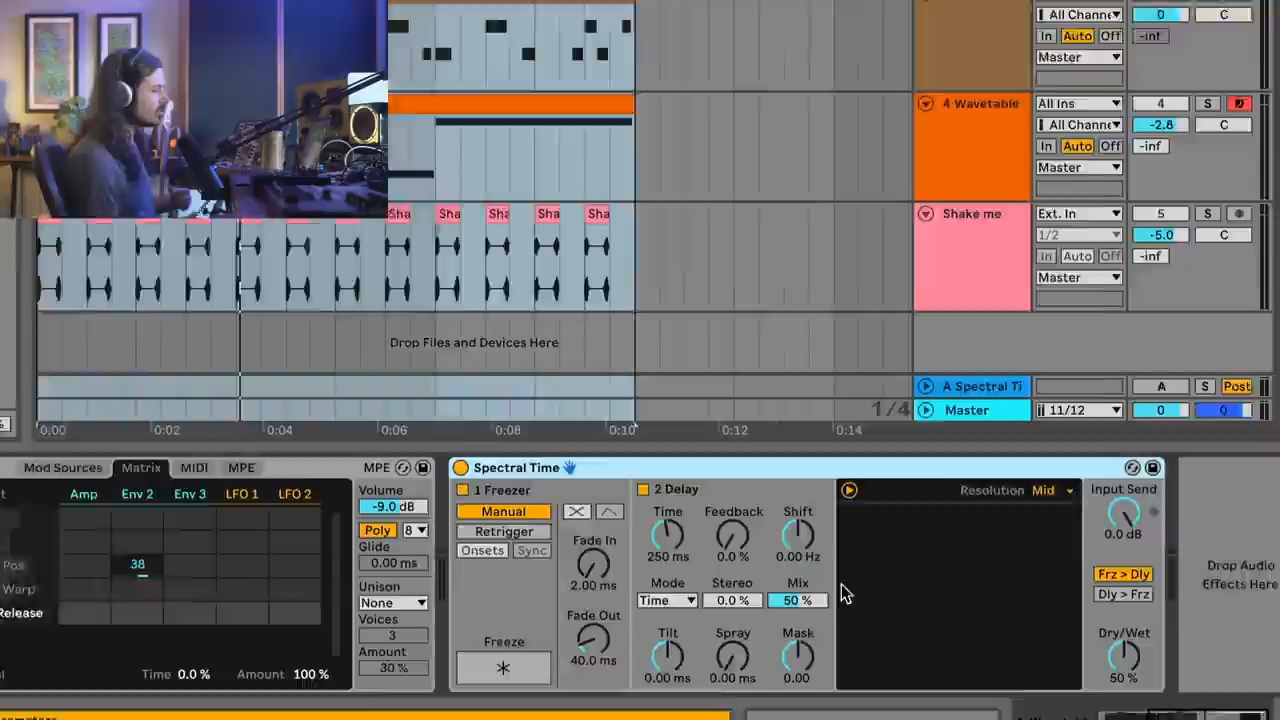 All Channe 0 C
In Auto Off -inf
Master
4 Wavetable All Ins 4 S
All Channe -2.8 C
In Auto Off -inf
Master
Sha Sha Sha Sha Sha Shake me Ext. In 5 S
1/2 -5.0 C
In Auto Off -inf
Master
Drop Files and Devices Here
A Spectral Ti A S Post
1/4 Master 11/12 0 0
%
0:00 0:02 0:04 0:06 0:08 0:10 0:12 0:14
Mod Sources Matrix MIDI MPE MPE Spectral Time
Amp Env 2 Env 3 LFO 1 LFO 2
Volume
-9.0 dB
Poly 8
Glide
0.00 ms
Unison
None
Voices
3
Amount
30 %
38
Pos
Warp
Release
Time 0.0 % Amount 100 %
1 Freezer
Manual
Retrigger
Onsets Sync
Freeze
Fade In
2.00 ms
Fade Out
40.0 ms
2 Delay
Time Feedback Shift
250 ms 0.0 % 0.00 Hz
Mode Stereo Mix
Time 0.0 % 50 %
Tilt Spray Mask
0.00 ms 0.00 ms 0.00
Resolution Mid
Input Send
0.0 dB
Frz > Dly
Dly > Frz
Dry/Wet
50 %
Drop Audio
Effects Here